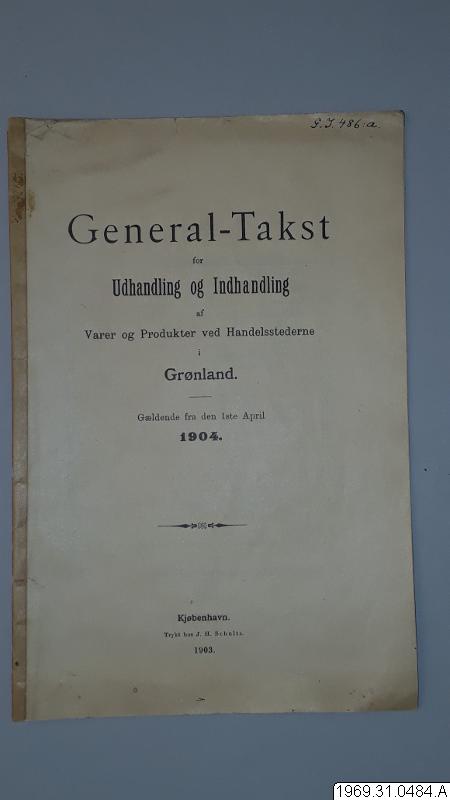 G.J. 486:a.
General-Takst
for
Udhandling og Indhandling
af
Varer og Produkter ved Handelsstederne
i
Grønland.
Gældende fra den 1ste April
1904.
Kjøbenhavn.
Trykt hos J. H. Schultz.
1903.
1969.31.0484.A